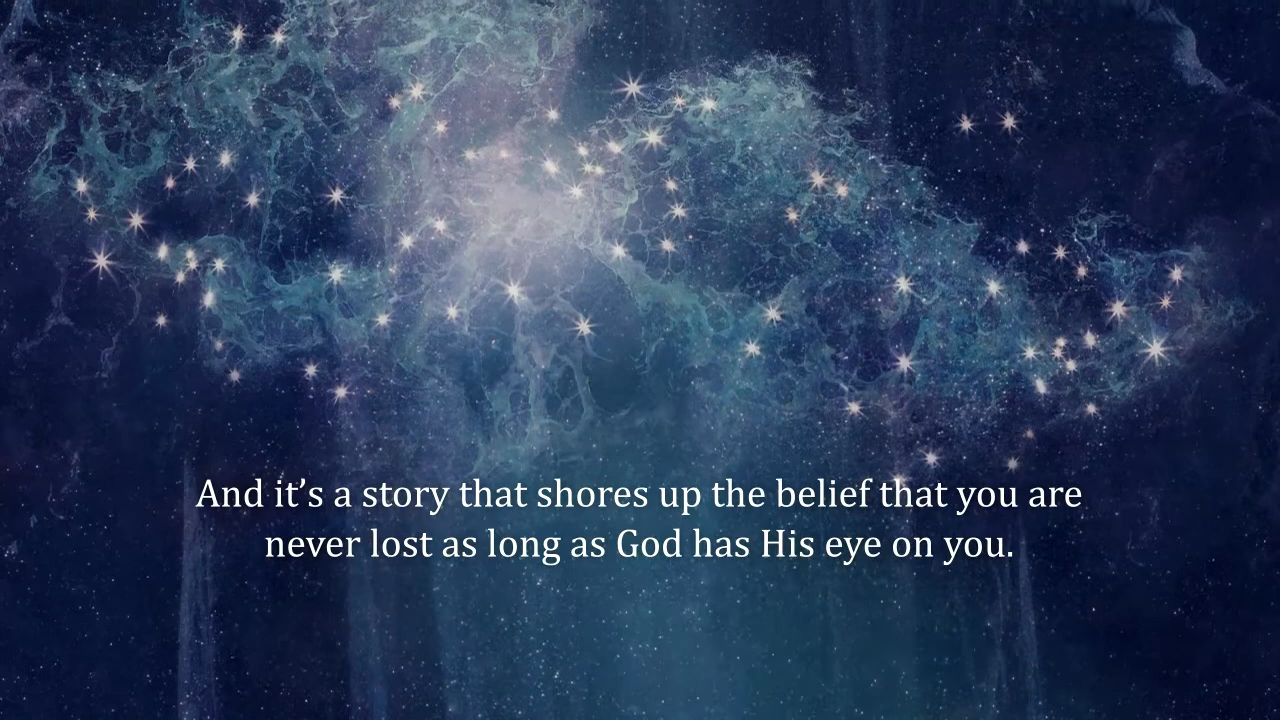 And it’s a story that shores up the belief that you are
never lost as long as God has His eye on you.